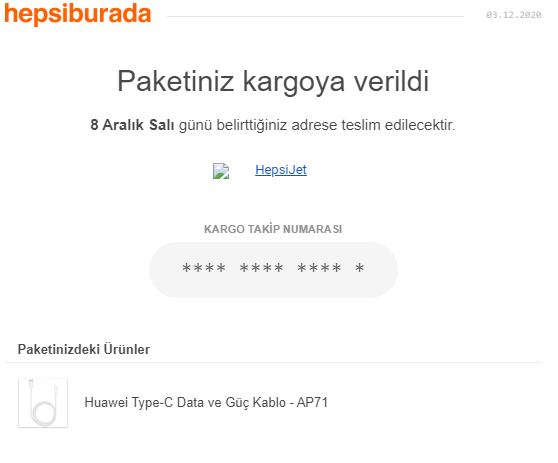 hepsiburada
03.12.2020
Paketiniz kargoya verildi
8 Aralık Salı günü belirttiğiniz adrese teslim edilecektir.
HepsiJet
KARGO TAKİP NUMARASI
**** **** **** *
Paketinizdeki Ürünler
Huawei Type-C Data ve Güç Kablo - AP71